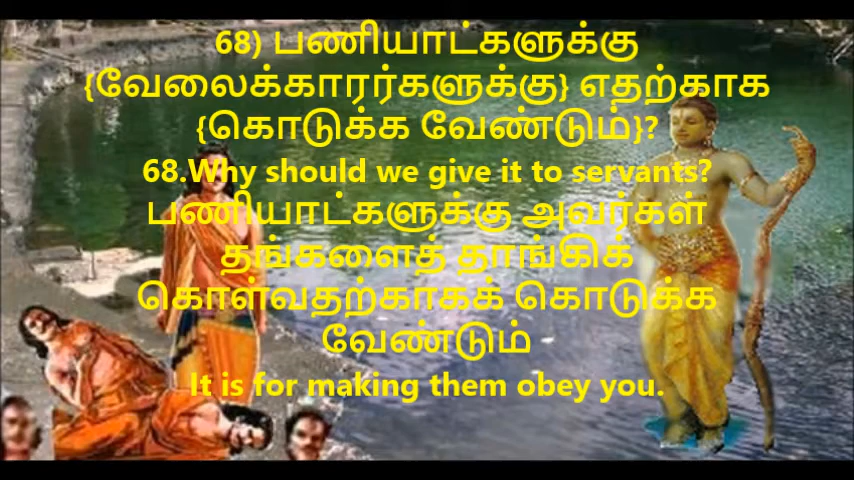 68) பணியாட்களுக்கு
{வேலைக்காரர்களுக்கு} எதற்காக
{கொடுக்க வேண்டும்}?
68.Why should we give it to servants?
பணியாட்களுக்கு அவர்கள்
தங்களைத் தாங்கிக்
கொள்வதற்காகக் கொடுக்க
வேண்டும்
It is for making them obey you.